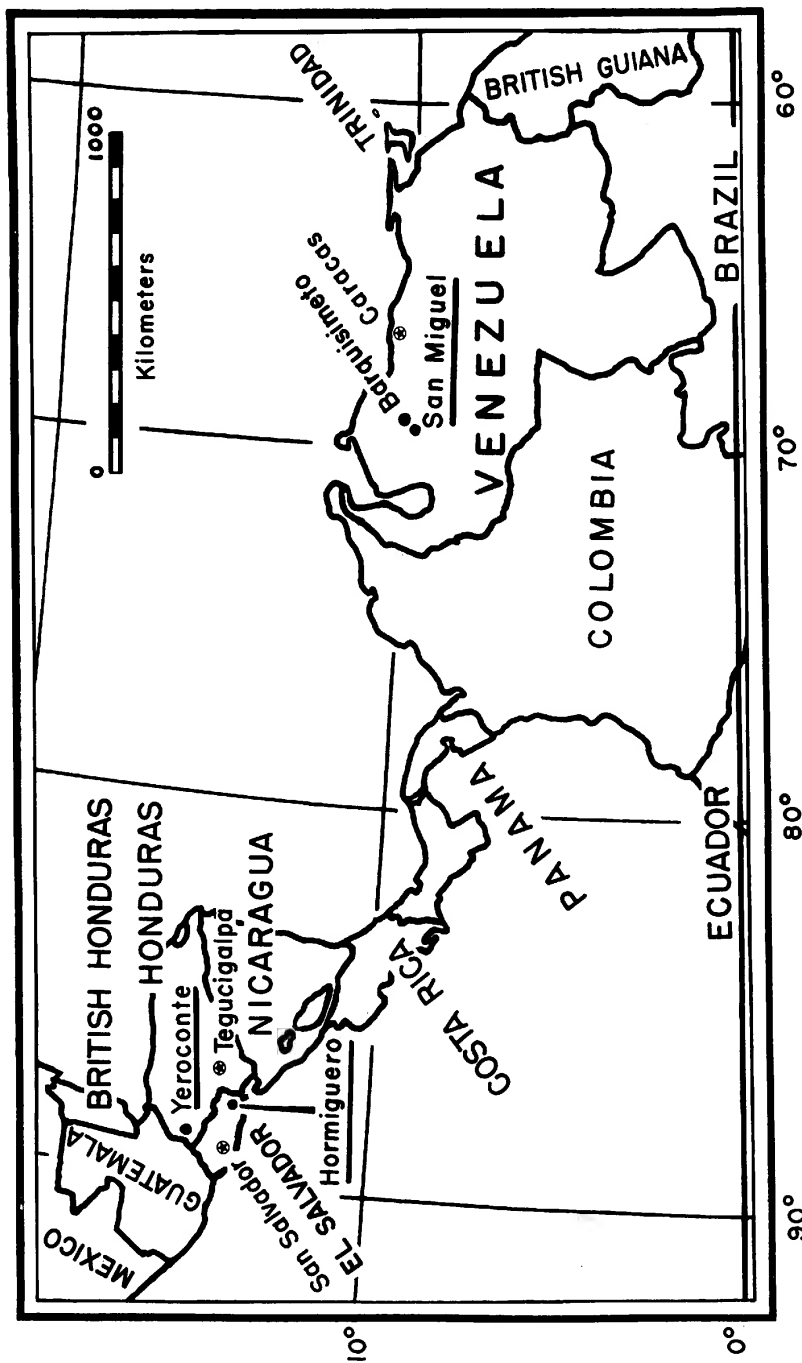 MEXICO
GUATEMALA
BRITISH HONDURAS
HONDURAS
Yeroconte
Tegucigalpa
NICARAGUA
San Salvador
EL SALVADOR
Hormiguero
COSTA RICA
PANAMA
0 1000
Kilometers
TRINIDAD
Caracas
Barquisimeto
San Miguel
VENEZUELA
BRITISH GUIANA
COLOMBIA
BRAZIL
ECUADOR
10°
0°
90°
80°
70°
60°